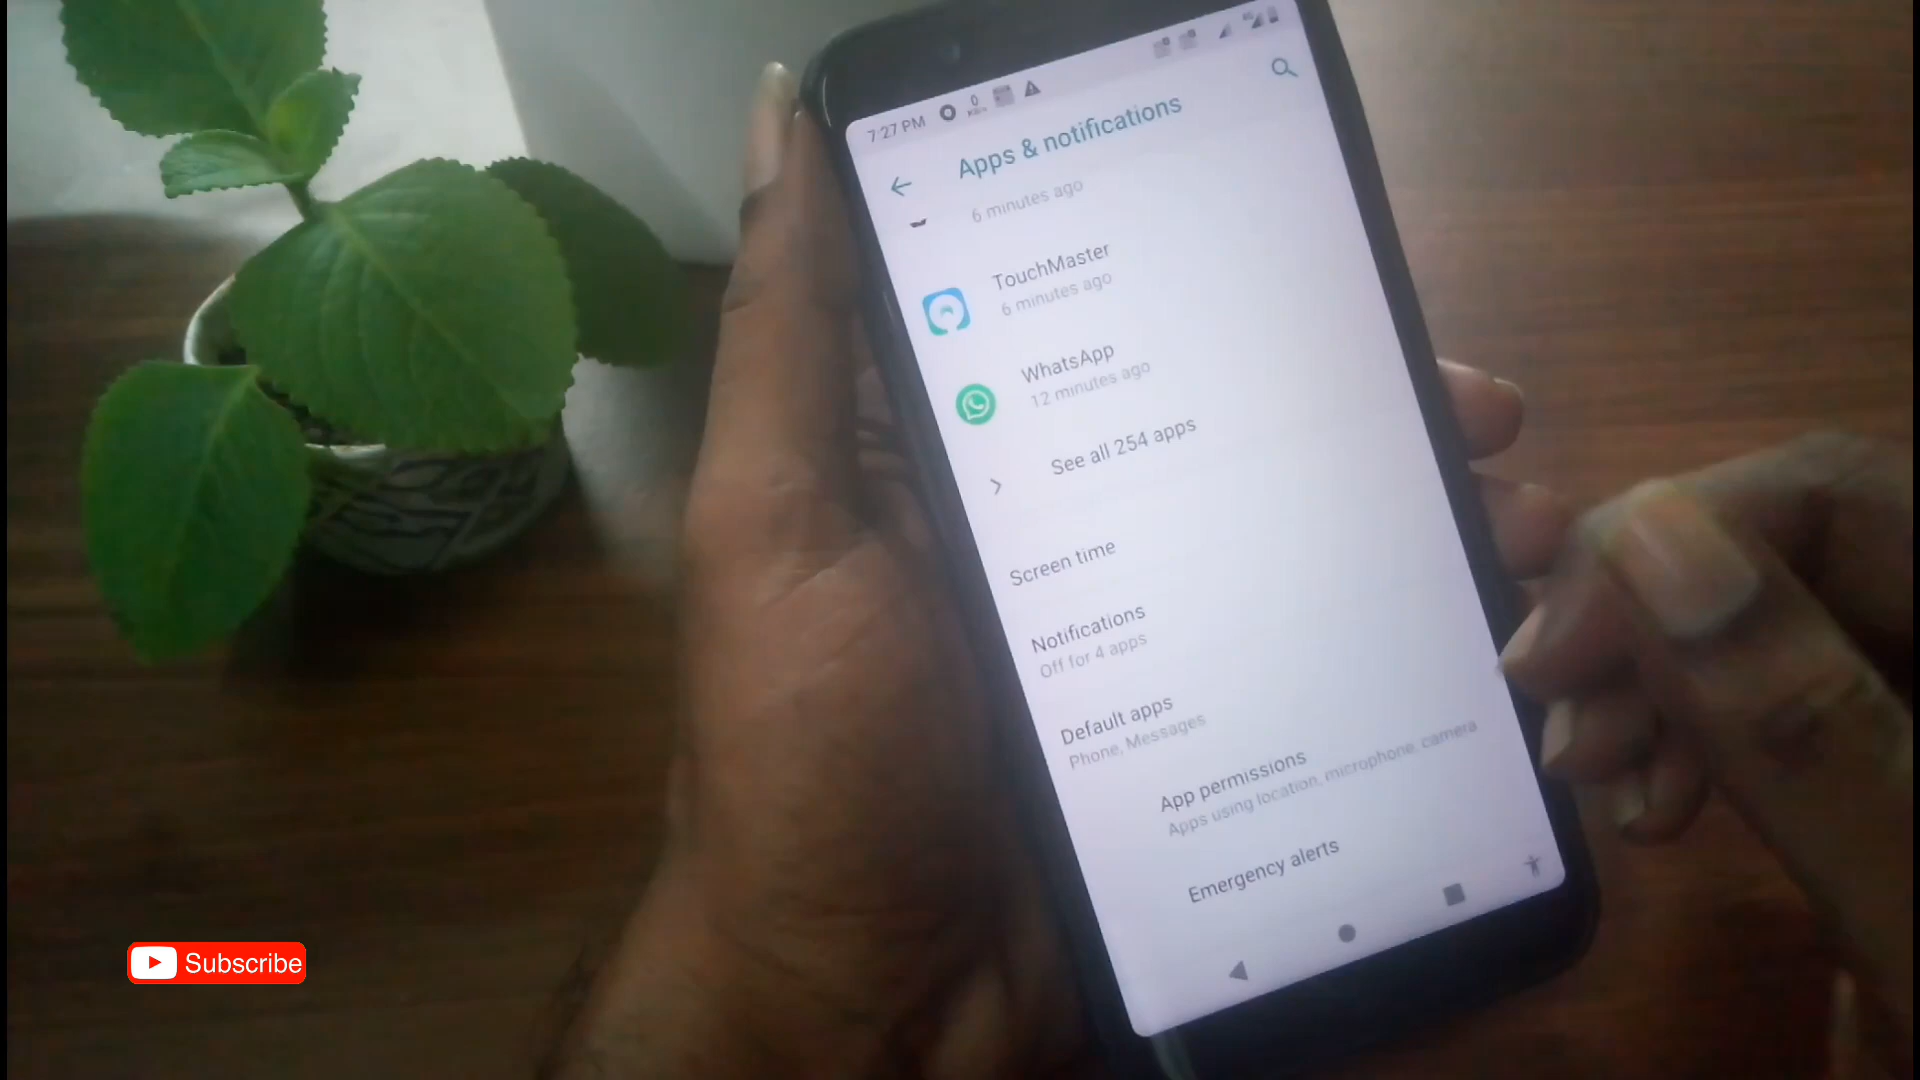 7:27 PM
Apps & notifications
6 minutes ago
TouchMaster
6 minutes ago
WhatsApp
12 minutes ago
See all 254 apps
Screen time
Notifications
Off for 4 apps
Default apps
Phone, Messages
App permissions
Apps using location, microphone, camera
Emergency alerts
Subscribe